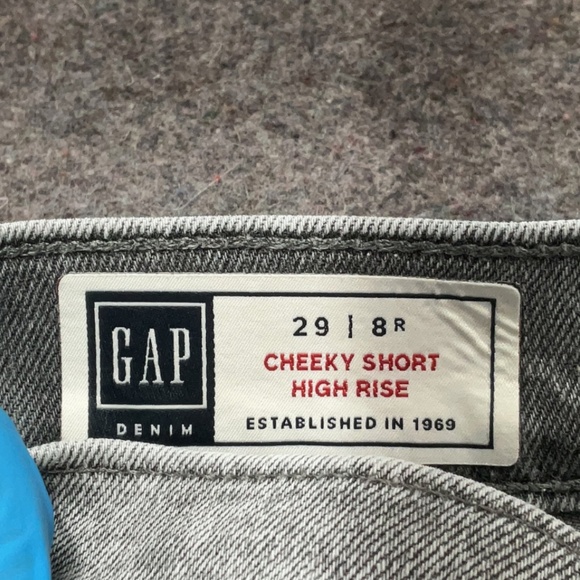 GAP
DENIM
29 | 8R
CHEEKY SHORT
HIGH RISE
ESTABLISHED IN 1969